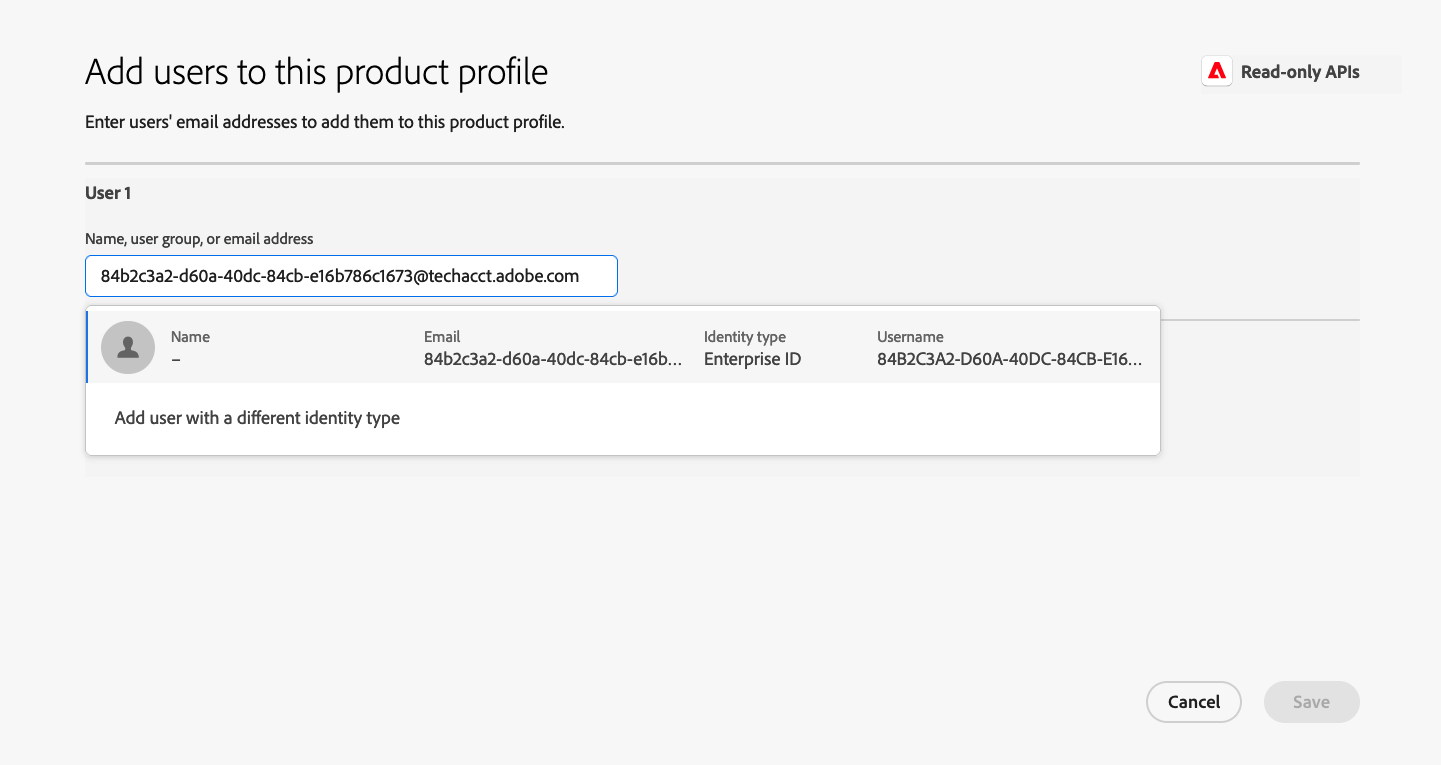 Add users to this product profile
Read-only APIs
Enter users' email addresses to add them to this product profile.
User 1
Name, user group, or email address
84b2c3a2-d60a-40dc-84cb-e16b786c1673@techacct.adobe.com
Name Email Identity type Username
– 84b2c3a2-d60a-40dc-84cb-e16b... Enterprise ID 84B2C3A2-D60A-40DC-84CB-E16...
Add user with a different identity type
Cancel Save